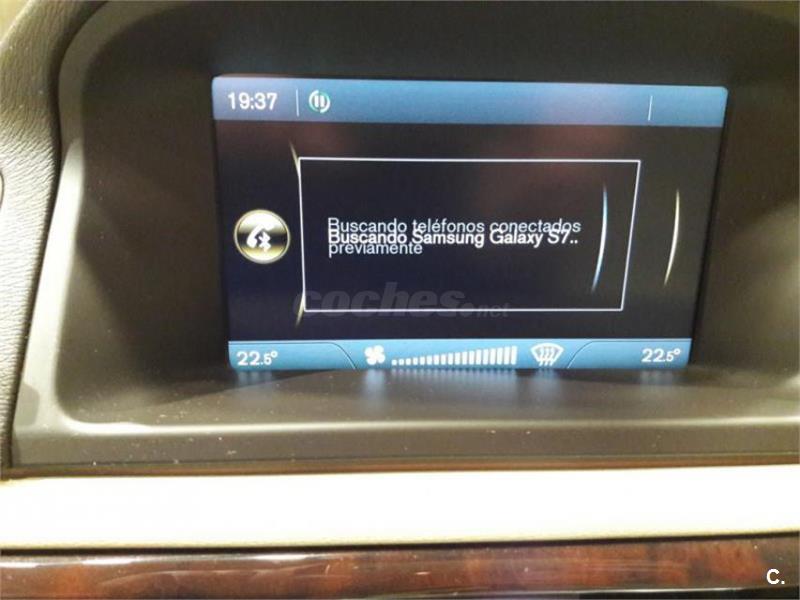 19:37
Buscando teléfonos conectados
Buscando Samsung Galaxy S7..
previamente
coches.net
22.5° 22.5°
C.